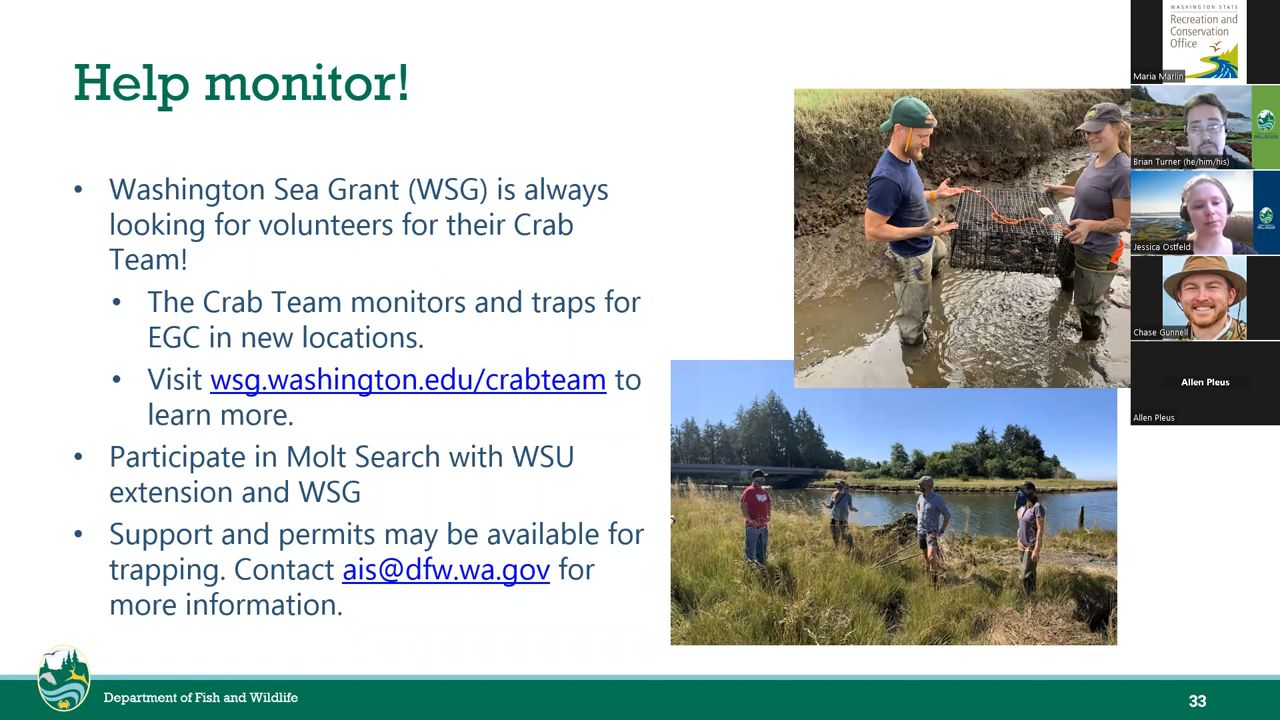 Help monitor!
• Washington Sea Grant (WSG) is always
looking for volunteers for their Crab
Team!
• The Crab Team monitors and traps for
EGC in new locations.
• Visit wsg.washington.edu/crabteam to
learn more.
• Participate in Molt Search with WSU
extension and WSG
• Support and permits may be available for
trapping. Contact ais@dfw.wa.gov for
more information.
Department of Fish and Wildlife
33
WASHINGTON STATE
Recreation and
Conservation
Office
Maria Marlin
Brian Turner (he/him/his)
Jessica Ostfeld
Chase Gunnell
Allen Pleus
Allen Pleus